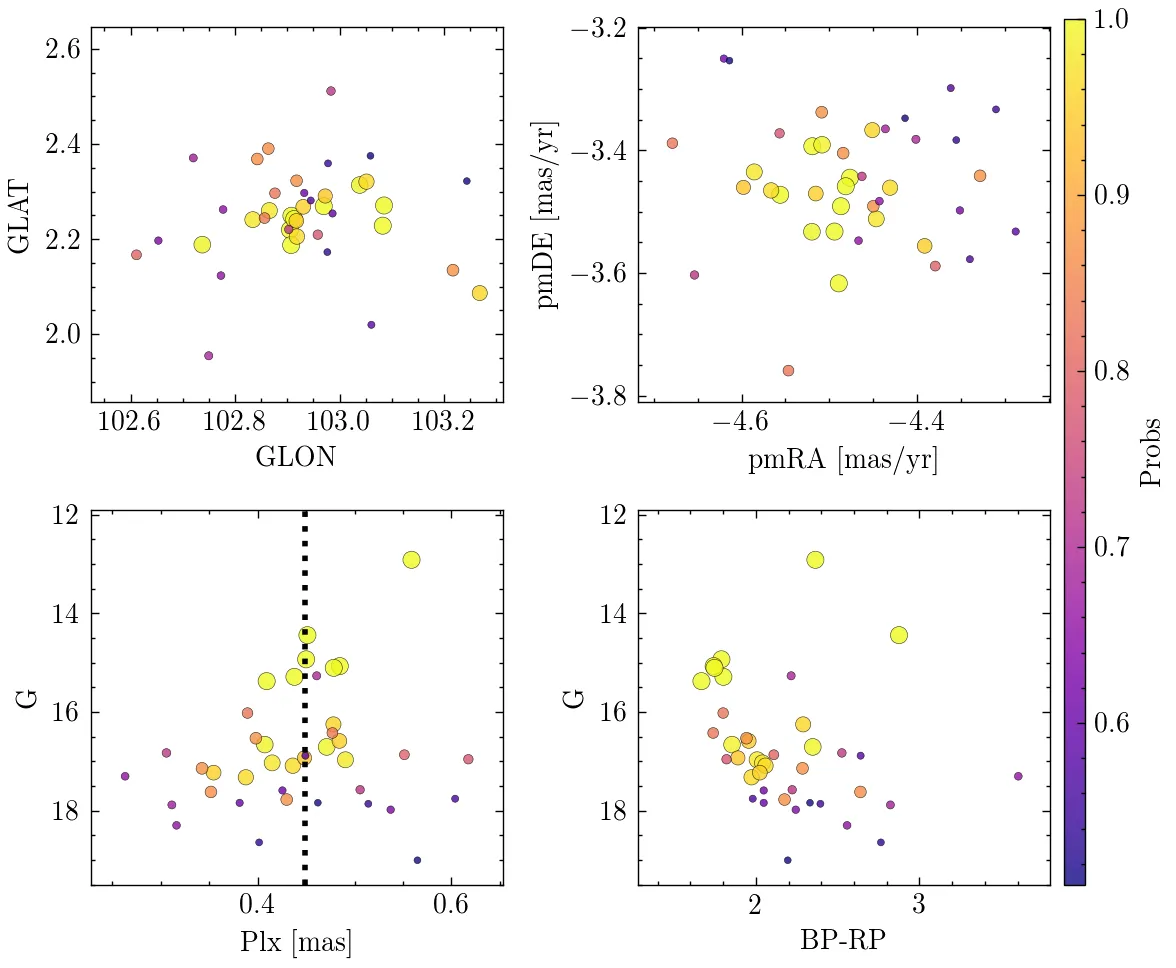 2.6
2.4
2.2
2.0
GLAT
102.6 102.8 103.0 103.2
GLON
−3.2
−3.4
−3.6
−3.8
pmDE [mas/yr]
−4.6 −4.4
pmRA [mas/yr]
12
14
16
18
G
0.4 0.6
Plx [mas]
12
14
16
18
G
2 3
BP-RP
1.0
0.9
0.8
0.7
0.6
Probs